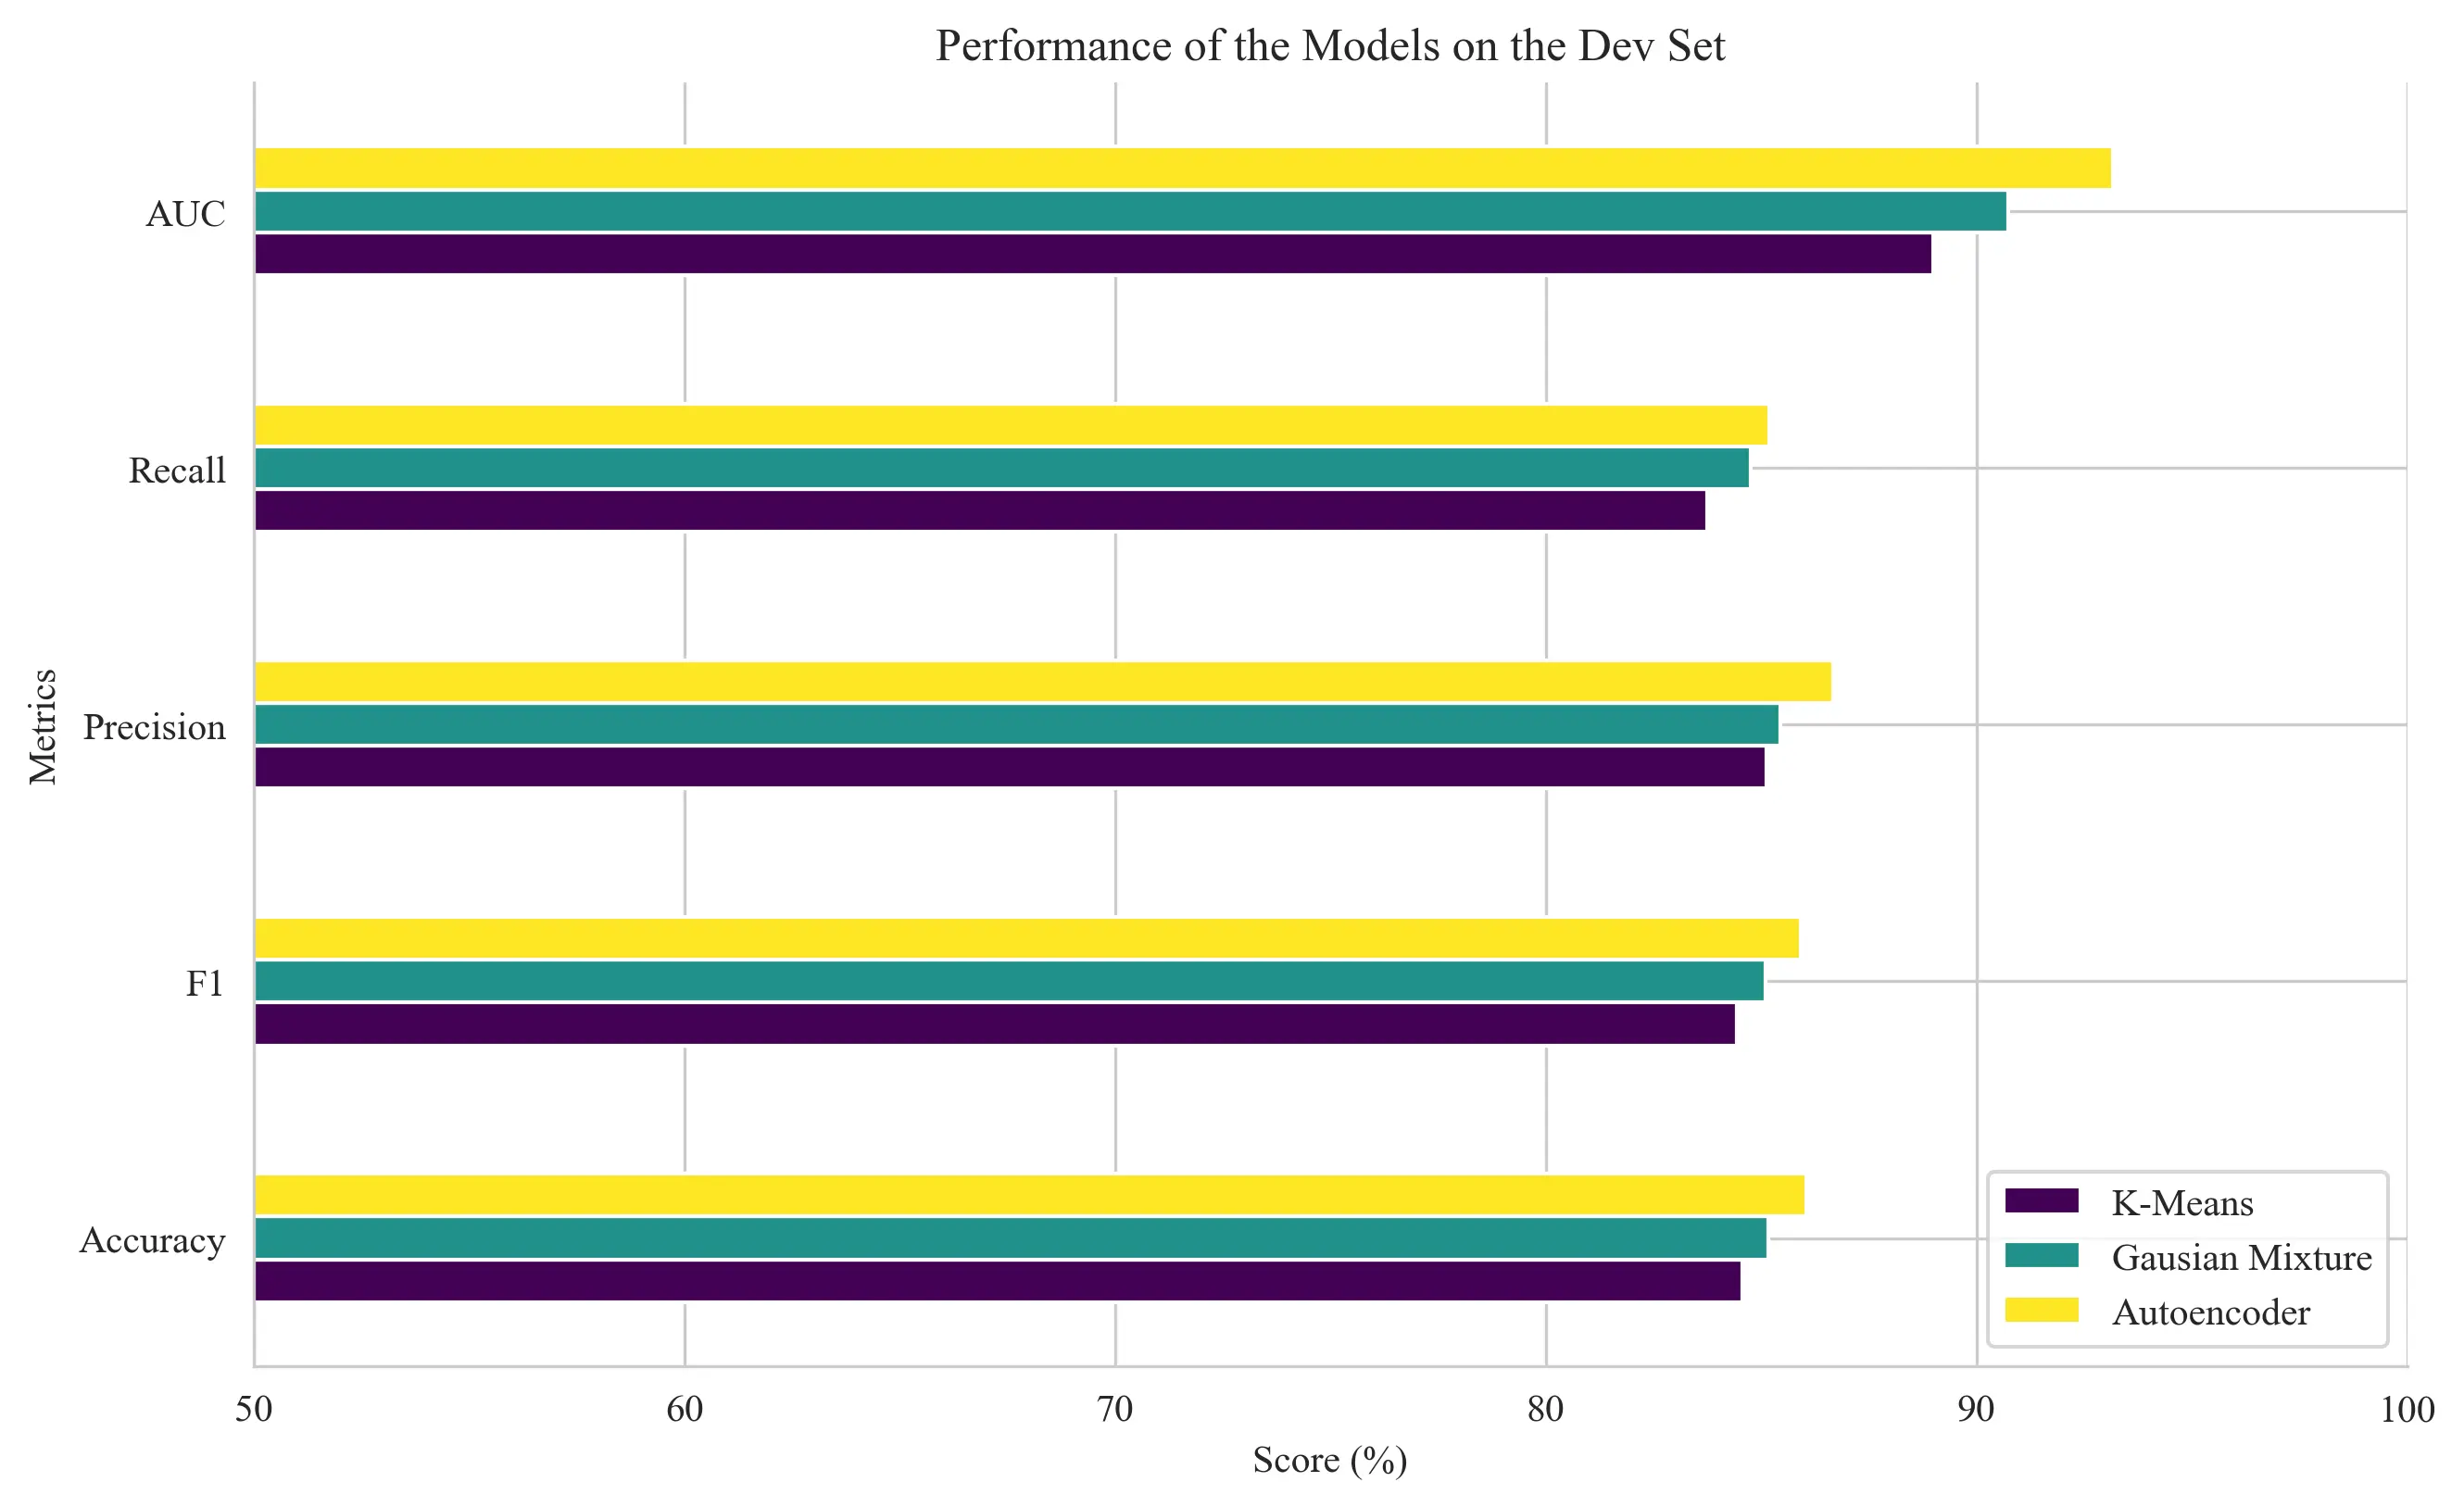 Performance of the Models on the Dev Set
AUC
Recall
Precision
F1
Accuracy
Metrics
K-Means
Gausian Mixture
Autoencoder
50 60 70 80 90 100
Score (%)